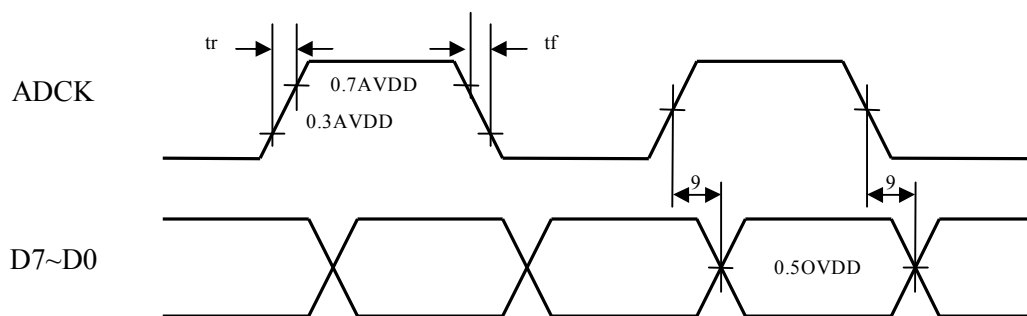 tr
tf
ADCK
0.7AVDD
0.3AVDD
9
9
D7~D0
0.5OVDD